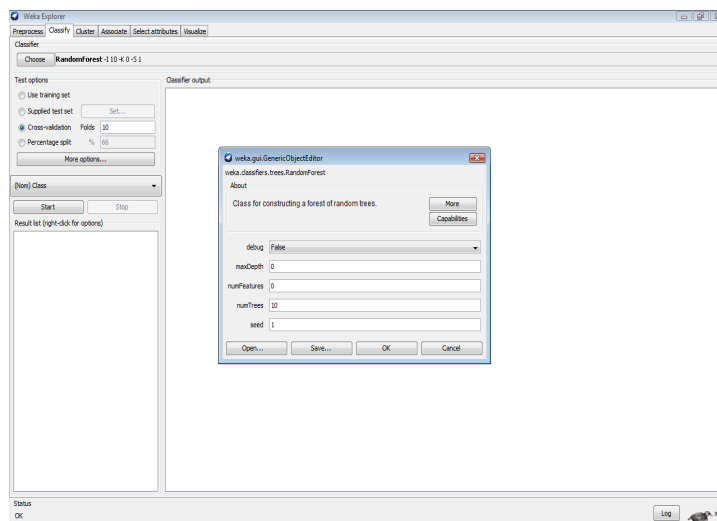 Weka Explorer
Preprocess Classify Cluster Associate Select attributes Visualize
Classifier
Choose RandomForest -I 10 -K 0 -S 1
Test options
Use training set
Supplied test set Set...
Cross-validation Folds 10
Percentage split % 66
More options...
(Nom) Class
Start Stop
Result list (right-click for options)
Classifier output
weka.gui.GenericObjectEditor
weka.classifiers.trees.RandomForest
About
Class for constructing a forest of random trees.
More
Capabilities
debug False
maxDepth 0
numFeatures 0
numTrees 10
seed 1
Open... Save... OK Cancel
Status
OK
Log